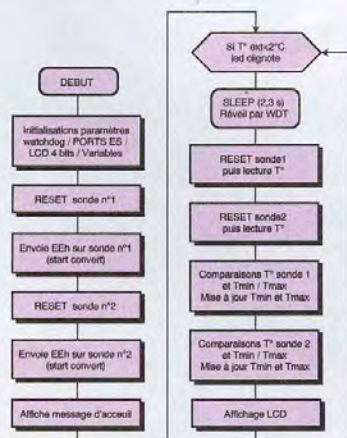 DEBUT
Initialisations paramètres
watchdog / PORTS ES /
LCD 4 bits / Variables
RESET sonde n°1
Envoie EEh sur sonde n°1
(start convert)
RESET sonde n°2
Envoie EEh sur sonde n°2
(start convert)
Affiche message d'acceuil
Si T° ext<2°C
led clignote
SLEEP (2,3 s)
Réveil par WDT
RESET sonde1
puis lecture T°
RESET sonde2
puis lecture T°
Comparaisons T° sonde 1
et Tmin / Tmax
Mise à jour Tmin et Tmax
Comparaisons T° sonde 2
et Tmin / Tmax
Mise à jour Tmin et Tmax
Affichage LCD